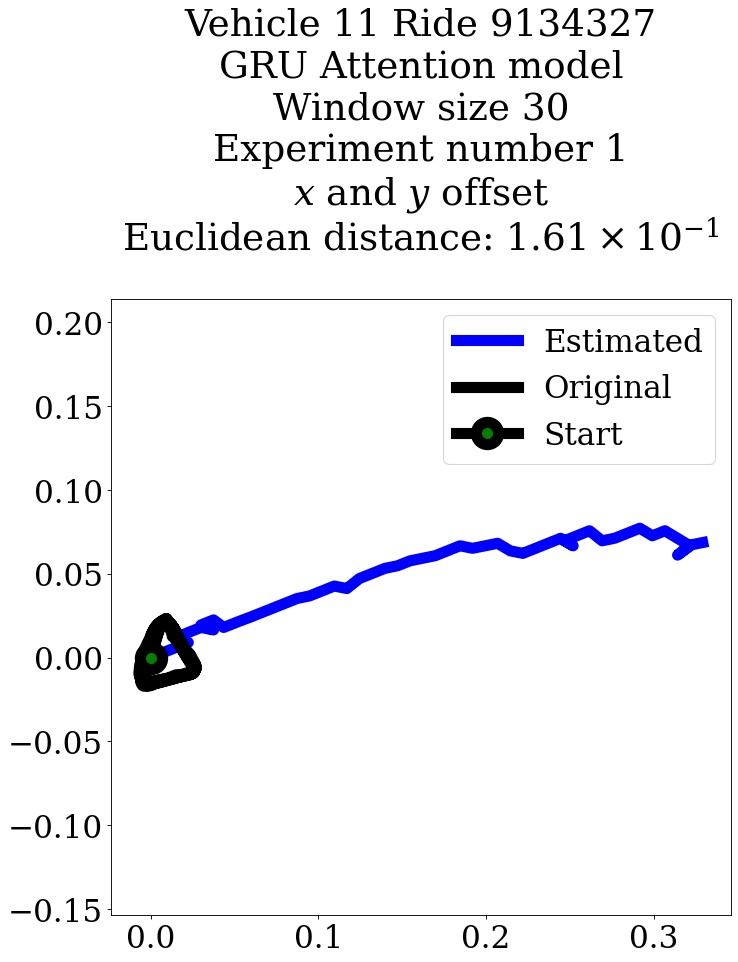 Vehicle 11 Ride 9134327
GRU Attention model
Window size 30
Experiment number 1
x and y offset
Euclidean distance: 1.61 × 10⁻¹
Estimated
Original
Start
0.20
0.15
0.10
0.05
0.00
−0.05
−0.10
−0.15
0.0 0.1 0.2 0.3